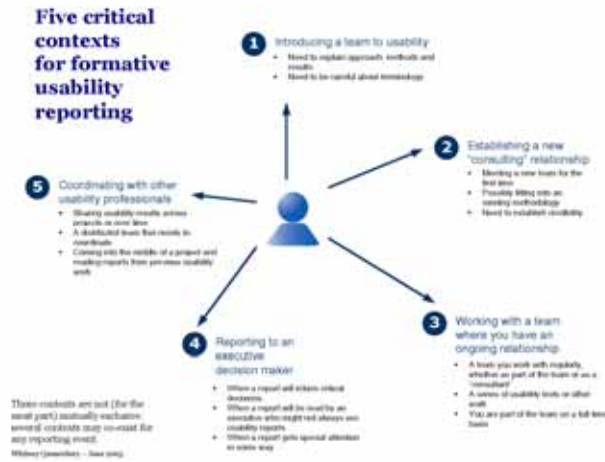 Five critical
contexts
for formative
usability
reporting
1
Introducing a team to usability
• Need to explain approach, methods and
results
• Need to be careful about terminology
2
Establishing a new
"consulting" relationship
• Meeting a new team for the
first time
• Possibly fitting into an
existing methodology
• Need to establish credibility
3
Working with a team
where you have an
ongoing relationship
• A team you work with regularly,
whether as part of the team or as a
"consultant"
• A series of usability tests or other
work
• You are part of the team on a full-time
basis
4
Reporting to an
executive
decision maker
• When a report will inform critical
decisions
• When a report will be read by an
executive who might not always see
usability reports
• When a report gets special attention
in some way
5
Coordinating with other
usability professionals
• Sharing usability results across
projects or over time
• A distributed team that needs to
coordinate
• Coming into the middle of a project and
reading reports from previous usability
work
These contexts are not (for the
most part) mutually exclusive
several contexts may co-exist for
any reporting event.
Whitney Quesenbery – June 2005